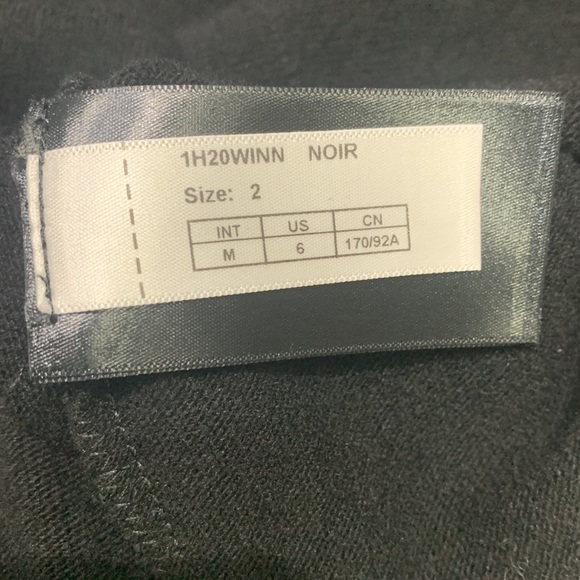 1H20WINN NOIR
Size: 2
INT US CN
M 6 170/92A